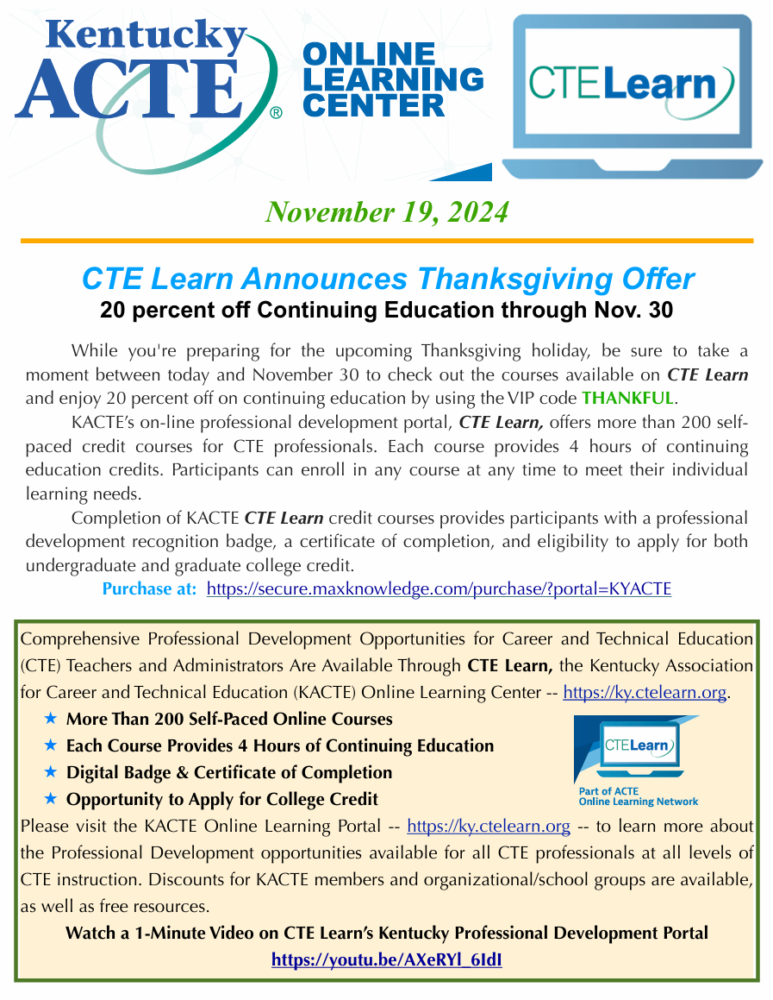 Kentucky
ACTE®
ONLINE
LEARNING
CENTER
CTELearn
November 19, 2024
CTE Learn Announces Thanksgiving Offer
20 percent off Continuing Education through Nov. 30
While you're preparing for the upcoming Thanksgiving holiday, be sure to take a
moment between today and November 30 to check out the courses available on CTE Learn
and enjoy 20 percent off on continuing education by using the VIP code THANKFUL.
KACTE’s on-line professional development portal, CTE Learn, offers more than 200 self-
paced credit courses for CTE professionals. Each course provides 4 hours of continuing
education credits. Participants can enroll in any course at any time to meet their individual
learning needs.
Completion of KACTE CTE Learn credit courses provides participants with a professional
development recognition badge, a certificate of completion, and eligibility to apply for both
undergraduate and graduate college credit.
Purchase at: https://secure.maxknowledge.com/purchase/?portal=KYACTE
Comprehensive Professional Development Opportunities for Career and Technical Education
(CTE) Teachers and Administrators Are Available Through CTE Learn, the Kentucky Association
for Career and Technical Education (KACTE) Online Learning Center -- https://ky.ctelearn.org.
★ More Than 200 Self-Paced Online Courses
★ Each Course Provides 4 Hours of Continuing Education
★ Digital Badge & Certificate of Completion
★ Opportunity to Apply for College Credit
CTELearn
Part of ACTE
Online Learning Network
Please visit the KACTE Online Learning Portal -- https://ky.ctelearn.org -- to learn more about
the Professional Development opportunities available for all CTE professionals at all levels of
CTE instruction. Discounts for KACTE members and organizational/school groups are available,
as well as free resources.
Watch a 1-Minute Video on CTE Learn’s Kentucky Professional Development Portal
https://youtu.be/AXeRYl_6IdI